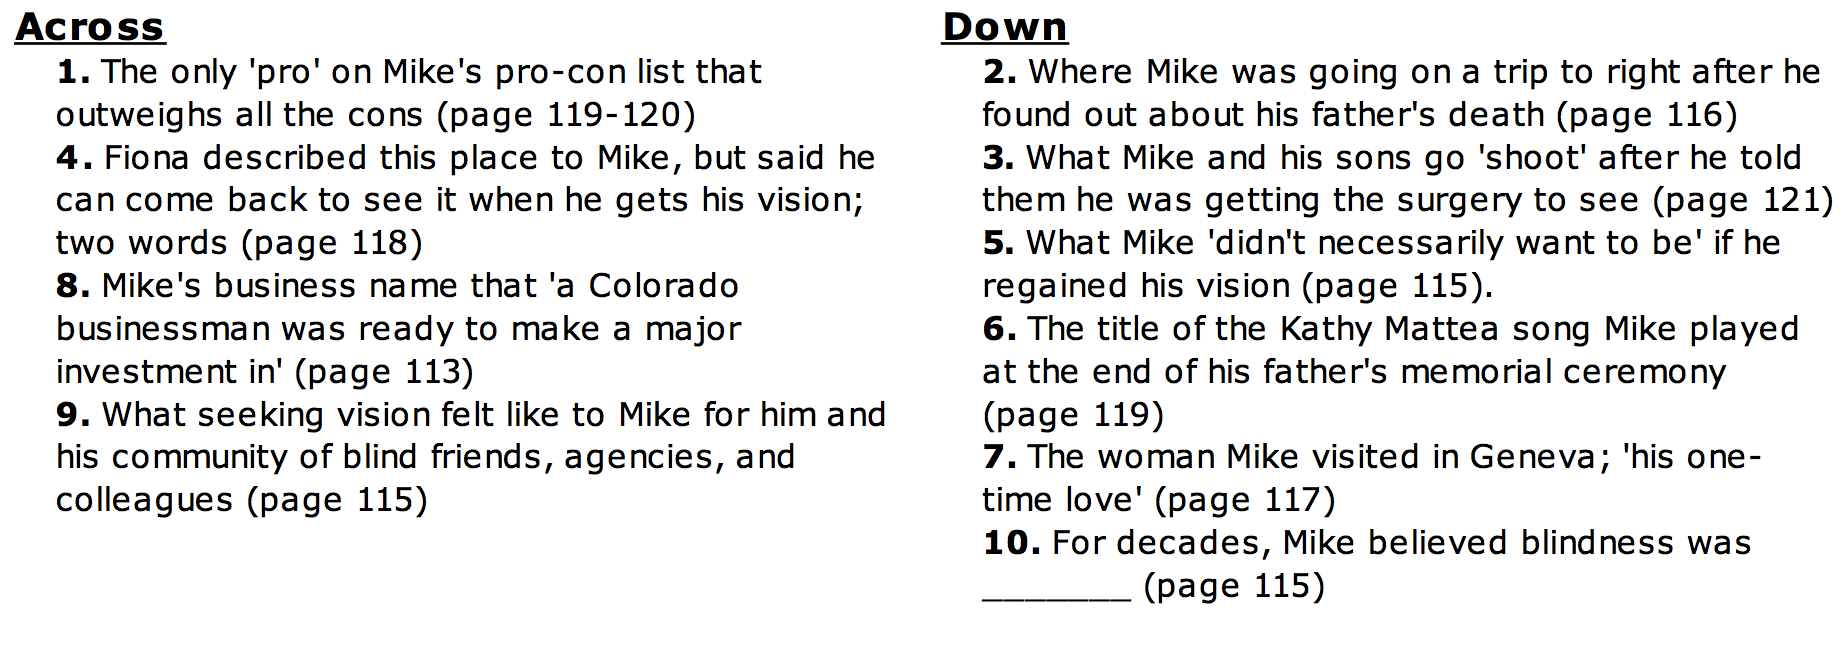 Across
1. The only 'pro' on Mike's pro-con list that
outweighs all the cons (page 119-120)
4. Fiona described this place to Mike, but said he
can come back to see it when he gets his vision;
two words (page 118)
8. Mike's business name that 'a Colorado
businessman was ready to make a major
investment in' (page 113)
9. What seeking vision felt like to Mike for him and
his community of blind friends, agencies, and
colleagues (page 115)
Down
2. Where Mike was going on a trip to right after he
found out about his father's death (page 116)
3. What Mike and his sons go 'shoot' after he told
them he was getting the surgery to see (page 121)
5. What Mike 'didn't necessarily want to be' if he
regained his vision (page 115).
6. The title of the Kathy Mattea song Mike played
at the end of his father's memorial ceremony
(page 119)
7. The woman Mike visited in Geneva; 'his one-
time love' (page 117)
10. For decades, Mike believed blindness was
_______ (page 115)